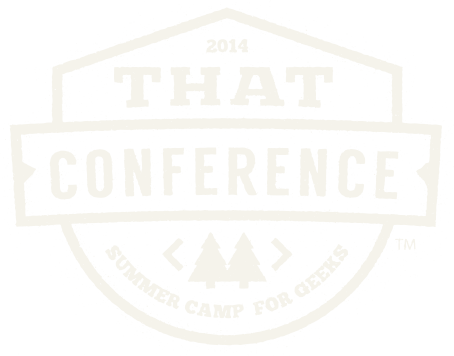 2014
THAT
CONFERENCE
TM
SUMMER CAMP FOR GEEKS